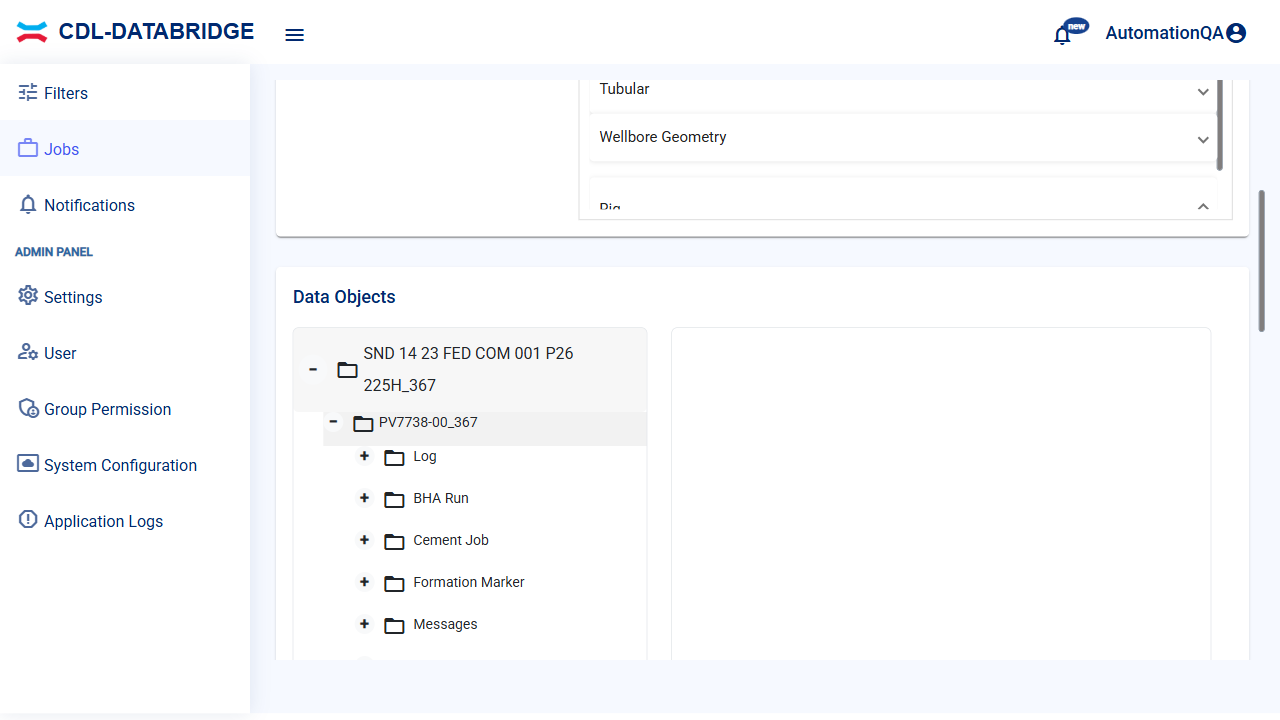 CDL-DATABRIDGE
new
AutomationQA
Filters
Jobs
Notifications
ADMIN PANEL
Settings
User
Group Permission
System Configuration
Application Logs
Tubular
Wellbore Geometry
Rig
Data Objects
SND 14 23 FED COM 001 P26
225H_367
PV7738-00_367
Log
BHA Run
Cement Job
Formation Marker
Messages